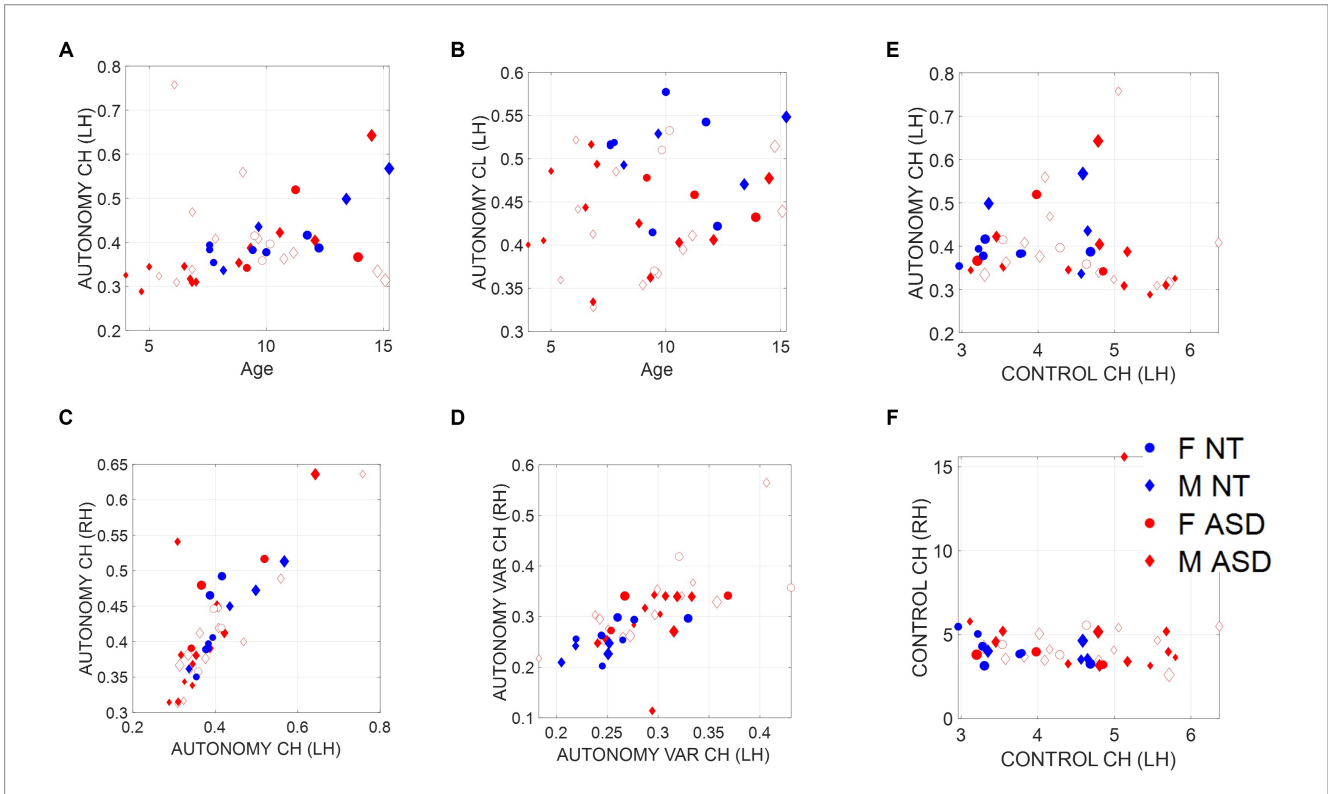 A
AUTONOMY CH (LH)
0.8
0.7
0.6
0.5
0.4
0.3
0.2
5
10
15
Age
B
AUTONOMY CL (LH)
0.6
0.55
0.5
0.45
0.4
0.35
0.3
5
10
15
Age
E
AUTONOMY CH (LH)
0.8
0.7
0.6
0.5
0.4
0.3
0.2
3
4
5
6
CONTROL CH (LH)
C
AUTONOMY CH (RH)
0.65
0.6
0.55
0.5
0.45
0.4
0.35
0.3
0.2
0.4
0.6
0.8
AUTONOMY CH (LH)
D
AUTONOMY VAR CH (RH)
0.6
0.5
0.4
0.3
0.2
0.1
0.2
0.25
0.3
0.35
0.4
AUTONOMY VAR CH (LH)
F
CONTROL CH (RH)
15
10
5
0
3
4
5
6
CONTROL CH (LH)
F NT
M NT
F ASD
M ASD